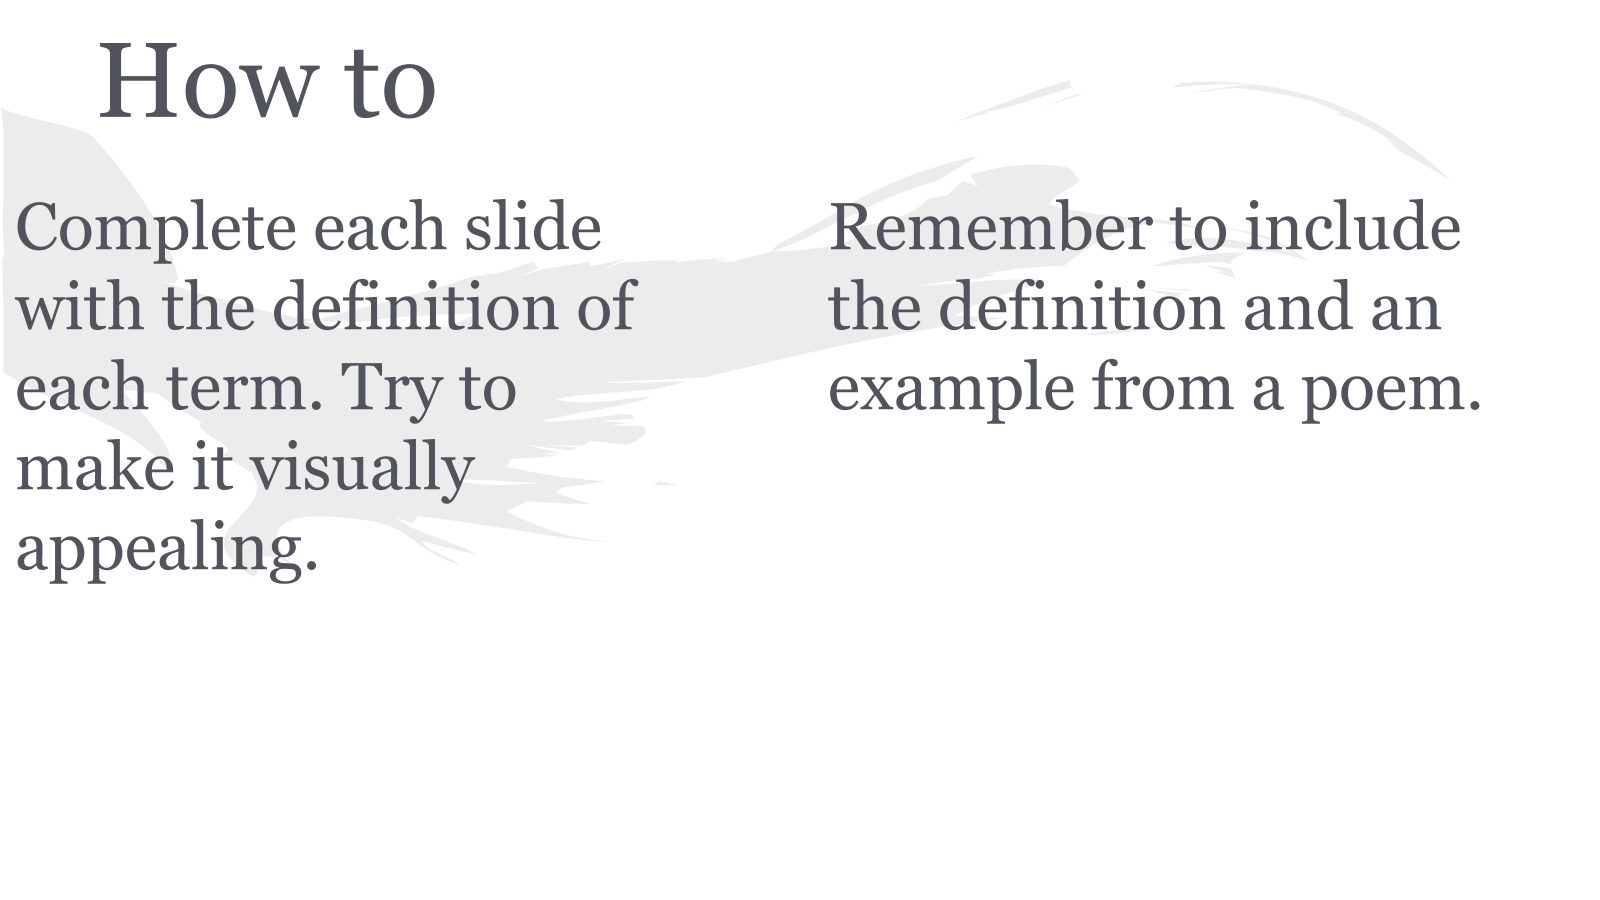 How to
Complete each slide
with the definition of
each term. Try to
make it visually
appealing.
Remember to include
the definition and an
example from a poem.